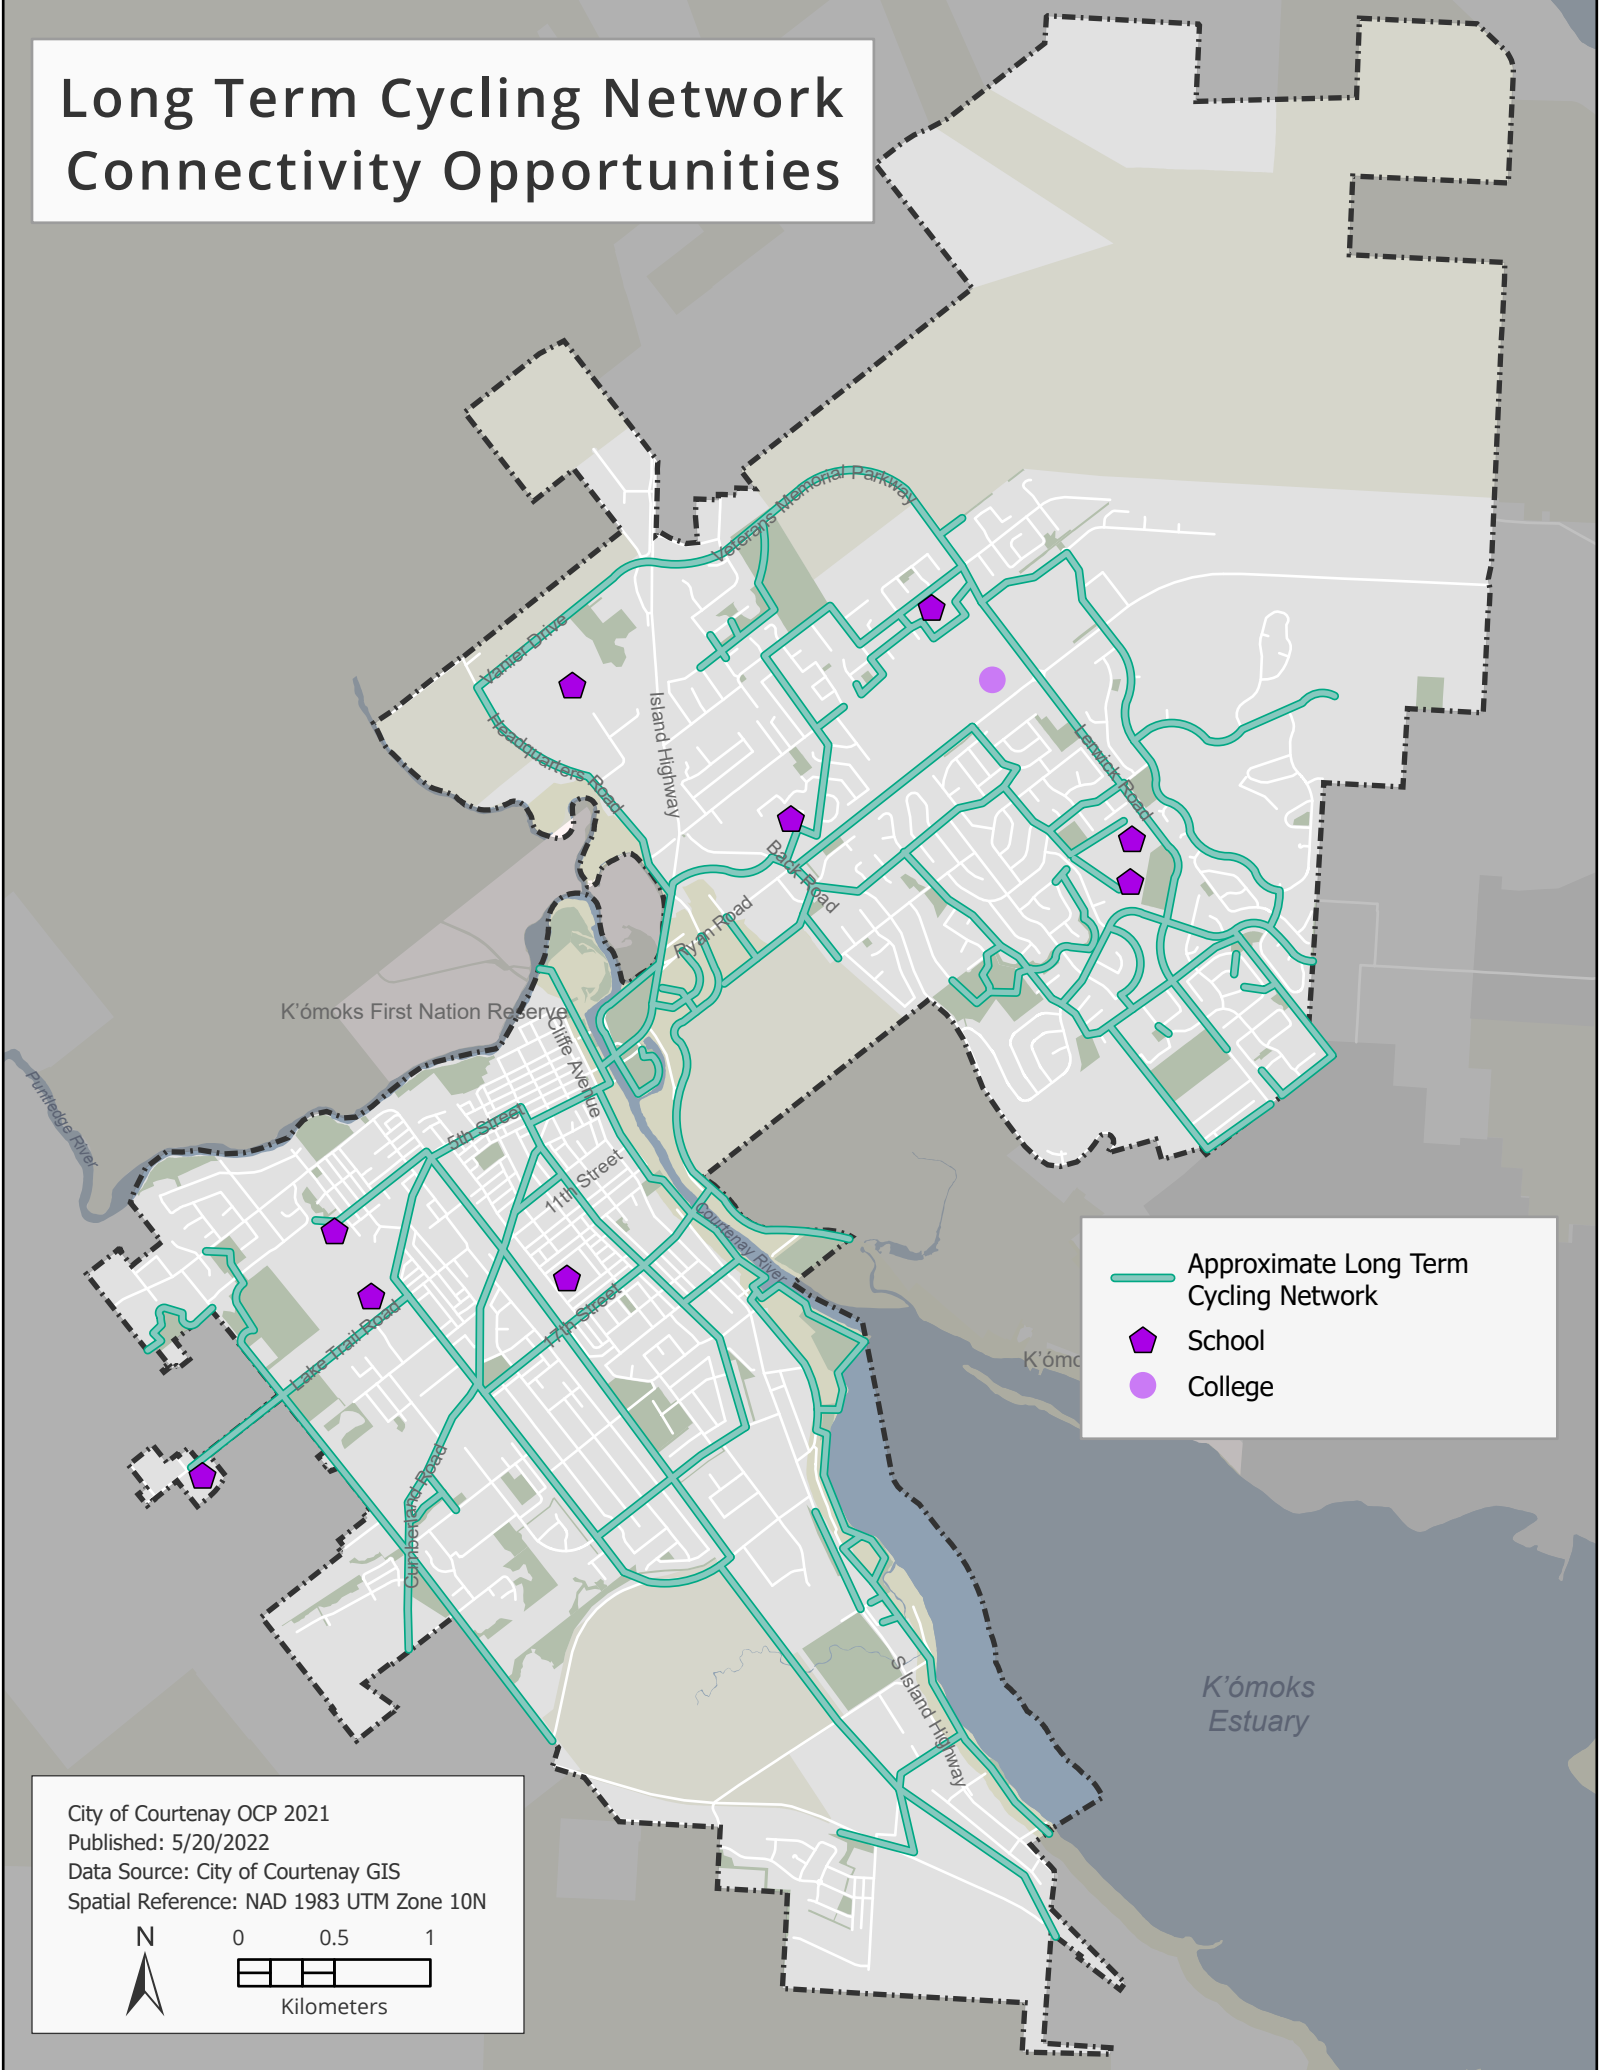 Long Term Cycling Network
Connectivity Opportunities
Veterans Memorial Parkway
Vanier Drive
Headquarters Road
Island Highway
Lerwick Road
Back Road
Ryan Road
K'ómoks First Nation Reserve
Cliffe Avenue
Puntledge River
5th Street
11th Street
Courtenay River
17th Street
Lake Trail Road
Cumberland Road
S Island Highway
K'ómo
K'ómoks
Estuary
Approximate Long Term
Cycling Network
School
College
City of Courtenay OCP 2021
Published: 5/20/2022
Data Source: City of Courtenay GIS
Spatial Reference: NAD 1983 UTM Zone 10N
N
0 0.5 1
Kilometers